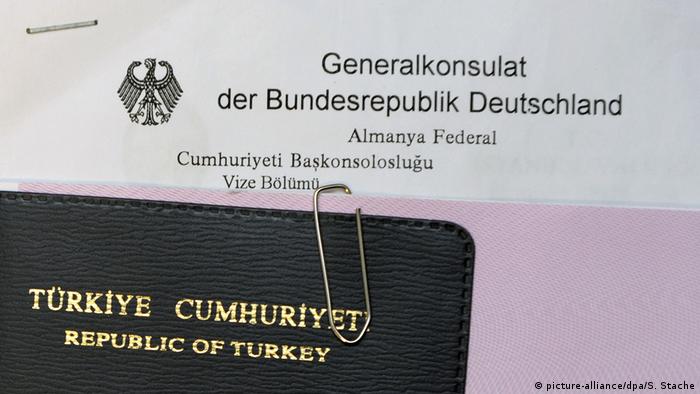 Generalkonsulat
der Bundesrepublik Deutschland
Almanya Federal
Cumhuriyeti Başkonsolosluğu
Vize Bölümü
TÜRKİYE CUMHURİYETİ
REPUBLIC OF TURKEY
© picture-alliance/dpa/S. Stache